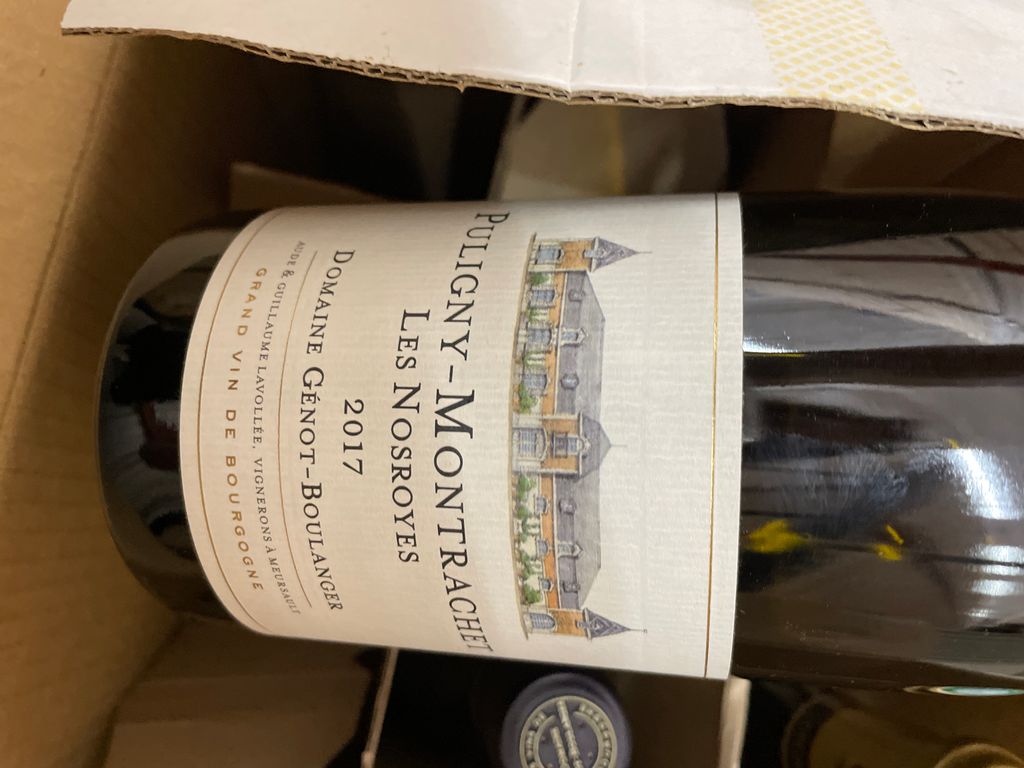 PULIGNY-MONTRACHET
LES NOSROYES
2017
DOMAINE GÉNOT-BOULANGER
AUDE & GUILLAUME LAVOLLÉE, VIGNERONS À MEURSAULT
GRAND VIN DE BOURGOGNE